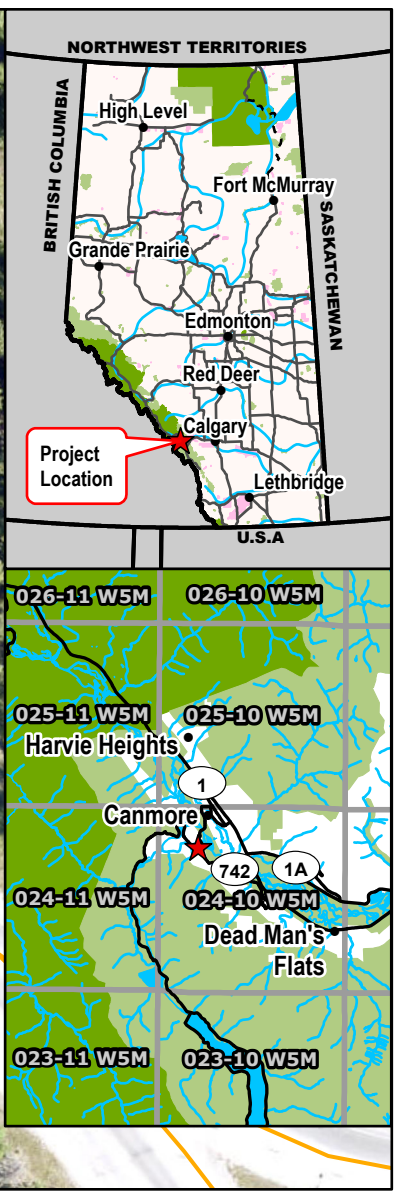 NORTHWEST TERRITORIES
BRITISH COLUMBIA
High Level
Fort McMurray
SASKATCHEWAN
Grande Prairie
Edmonton
Red Deer
Calgary
Project
Location
Lethbridge
U.S.A
026-11 W5M
026-10 W5M
025-11 W5M
025-10 W5M
Harvie Heights
1
Canmore
742
1A
024-11 W5M
024-10 W5M
Dead Man's
Flats
023-11 W5M
023-10 W5M